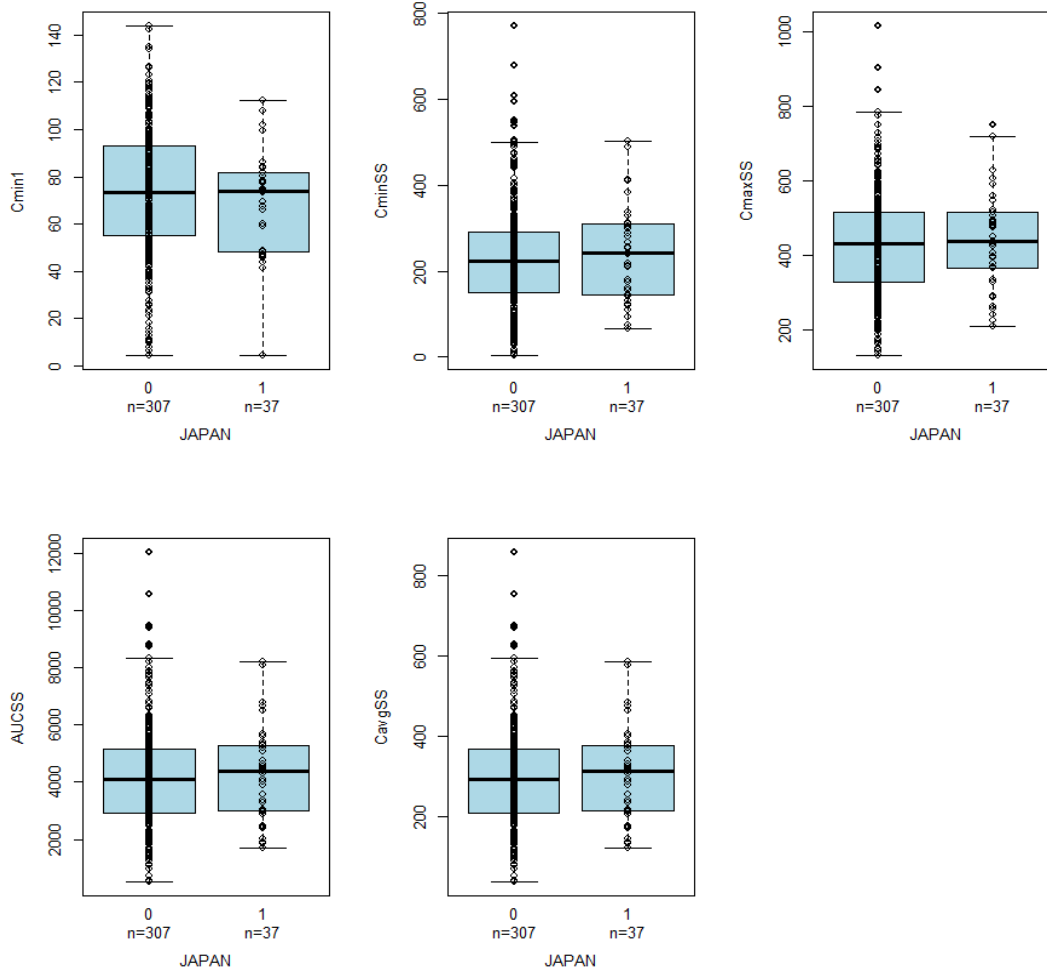 Cmin1
140
120
100
80
60
40
20
0
0
1
n=307
n=37
JAPAN
CminSS
800
600
400
200
0
0
1
n=307
n=37
JAPAN
CmaxSS
1000
800
600
400
200
0
1
n=307
n=37
JAPAN
AUCSS
12000
10000
8000
6000
4000
2000
0
1
n=307
n=37
JAPAN
CavgSS
800
600
400
200
0
1
n=307
n=37
JAPAN